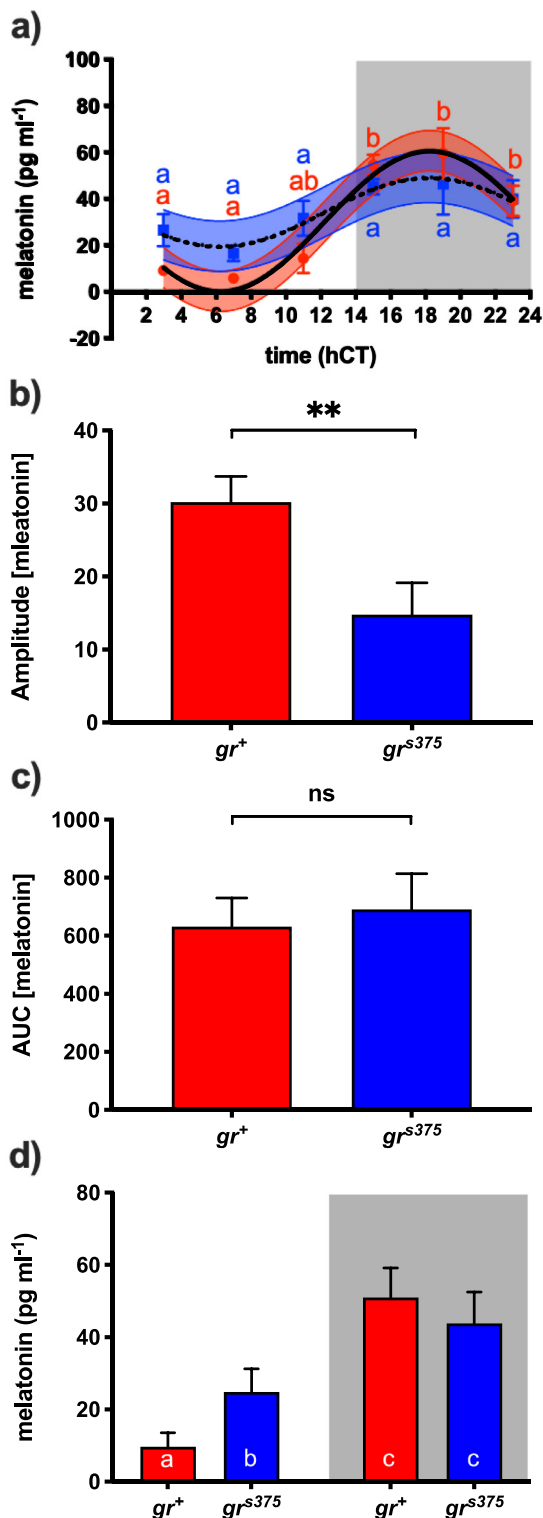 a)
melatonin (pg ml⁻¹)
100
80
60
40
20
0
-20
a a a b b b
a a ab a a a
2 4 6 8 10 12 14 16 18 20 22 24
time (hCT)
b)
Amplitude [mleatonin]
**
40
30
20
10
0
gr⁺ grˢ³⁷⁵
c)
AUC [melatonin]
ns
1000
800
600
400
200
0
gr⁺ grˢ³⁷⁵
d)
melatonin (pg ml⁻¹)
80
60
40
20
0
a b c c
gr⁺ grˢ³⁷⁵ gr⁺ grˢ³⁷⁵